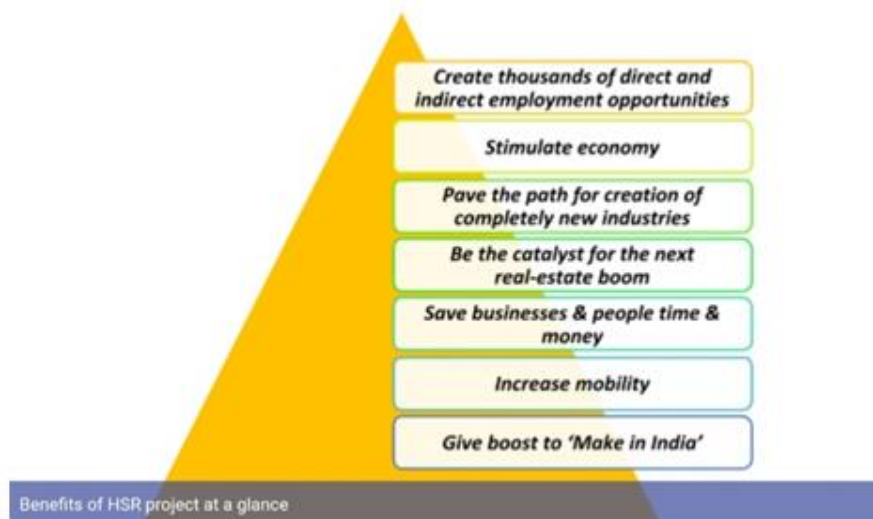 Create thousands of direct and
indirect employment opportunities
Stimulate economy
Pave the path for creation of
completely new industries
Be the catalyst for the next
real-estate boom
Save businesses & people time &
money
Increase mobility
Give boost to ‘Make in India’
Benefits of HSR project at a glance